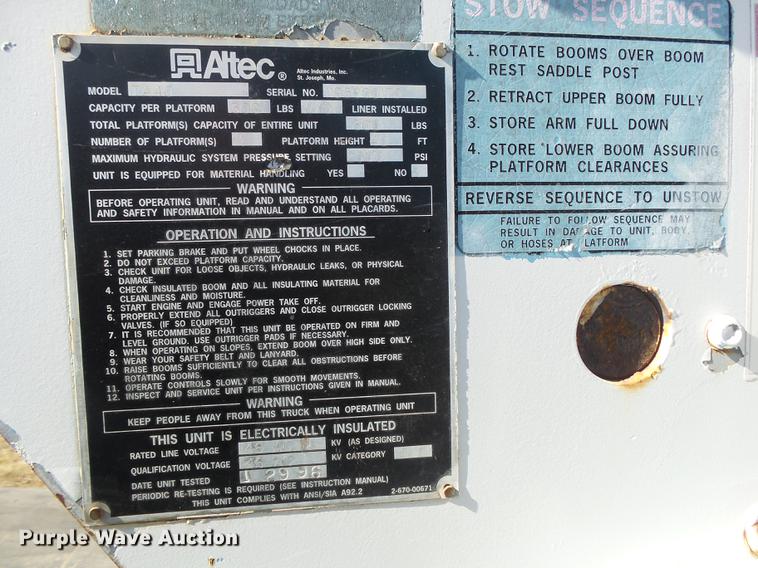 Altec ®
Altec Industries, Inc.
St. Joseph, Mo.
MODEL SERIAL NO.
CAPACITY PER PLATFORM LBS LINER INSTALLED
TOTAL PLATFORM(S) CAPACITY OF ENTIRE UNIT LBS
NUMBER OF PLATFORM(S) PLATFORM HEIGHT FT
MAXIMUM HYDRAULIC SYSTEM PRESSURE SETTING PSI
UNIT IS EQUIPPED FOR MATERIAL HANDLING YES NO
WARNING
BEFORE OPERATING UNIT, READ AND UNDERSTAND ALL OPERATING
AND SAFETY INFORMATION IN MANUAL AND ON ALL PLACARDS.
OPERATION AND INSTRUCTIONS
1. SET PARKING BRAKE AND PUT WHEEL CHOCKS IN PLACE.
2. DO NOT EXCEED PLATFORM CAPACITY.
3. CHECK UNIT FOR LOOSE OBJECTS, HYDRAULIC LEAKS, OR PHYSICAL
DAMAGE.
4. CHECK INSULATED BOOM AND ALL INSULATING MATERIAL FOR
CLEANLINESS AND MOISTURE.
5. START ENGINE AND ENGAGE POWER TAKE OFF.
6. PROPERLY EXTEND ALL OUTRIGGERS AND CLOSE OUTRIGGER LOCKING
VALVES. (IF SO EQUIPPED)
7. IT IS RECOMMENDED THAT THIS UNIT BE OPERATED ON FIRM AND
LEVEL GROUND. USE OUTRIGGER PADS IF NECESSARY.
8. WHEN OPERATING ON SLOPES, EXTEND BOOM OVER HIGH SIDE ONLY.
9. WEAR YOUR SAFETY BELT AND LANYARD.
10. RAISE BOOMS SUFFICIENTLY TO CLEAR ALL OBSTRUCTIONS BEFORE
ROTATING BOOMS.
11. OPERATE CONTROLS SLOWLY FOR SMOOTH MOVEMENTS.
12. INSPECT AND SERVICE UNIT PER INSTRUCTIONS GIVEN IN MANUAL.
WARNING
KEEP PEOPLE AWAY FROM THIS TRUCK WHEN OPERATING UNIT
THIS UNIT IS ELECTRICALLY INSULATED
RATED LINE VOLTAGE KV (AS DESIGNED)
QUALIFICATION VOLTAGE KV CATEGORY
DATE UNIT TESTED 1 29 96
PERIODIC RE-TESTING IS REQUIRED (SEE INSTRUCTION MANUAL)
THIS UNIT COMPLIES WITH ANSI/SIA A92.2 2-670-00671
STOW SEQUENCE
1. ROTATE BOOMS OVER BOOM
REST SADDLE POST
2. RETRACT UPPER BOOM FULLY
3. STORE ARM FULL DOWN
4. STORE LOWER BOOM ASSURING
PLATFORM CLEARANCES
REVERSE SEQUENCE TO UNSTOW
FAILURE TO FOLLOW SEQUENCE MAY
RESULT IN DAMAGE TO UNIT, BODY,
OR HOSES AT PLATFORM
Purple Wave Auction